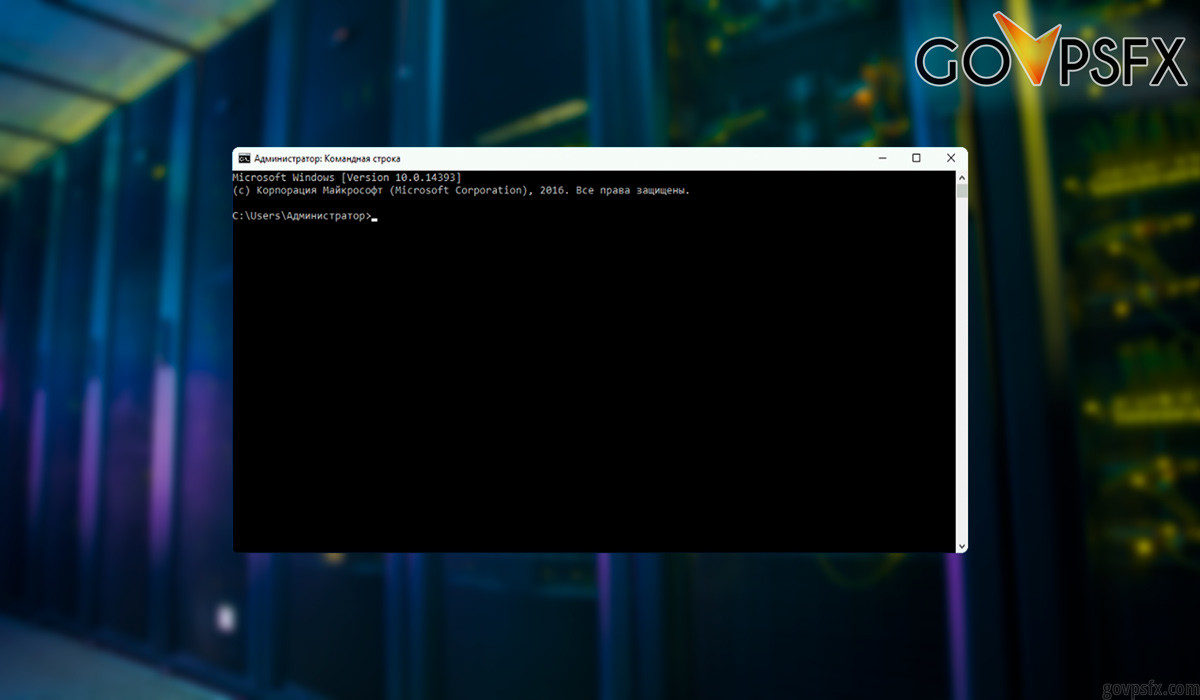 GOVPSFX
Администратор: Командная строка
Microsoft Windows [Version 10.0.14393]
(c) Корпорация Майкрософт (Microsoft Corporation), 2016. Все права защищены.
C:\Users\Администратор>
govpsfx.com